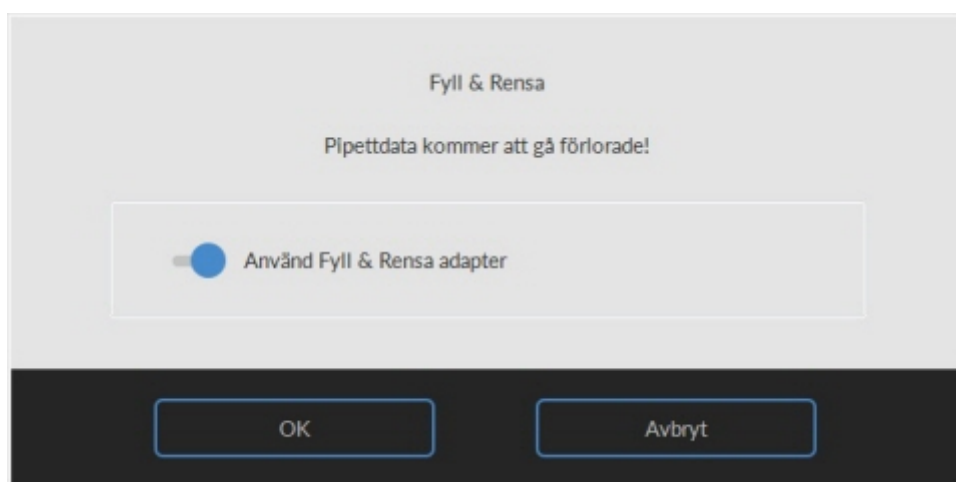 Fyll & Rensa
Pipettdata kommer att gå förlorade!
Använd Fyll & Rensa adapter
OK
Avbryt